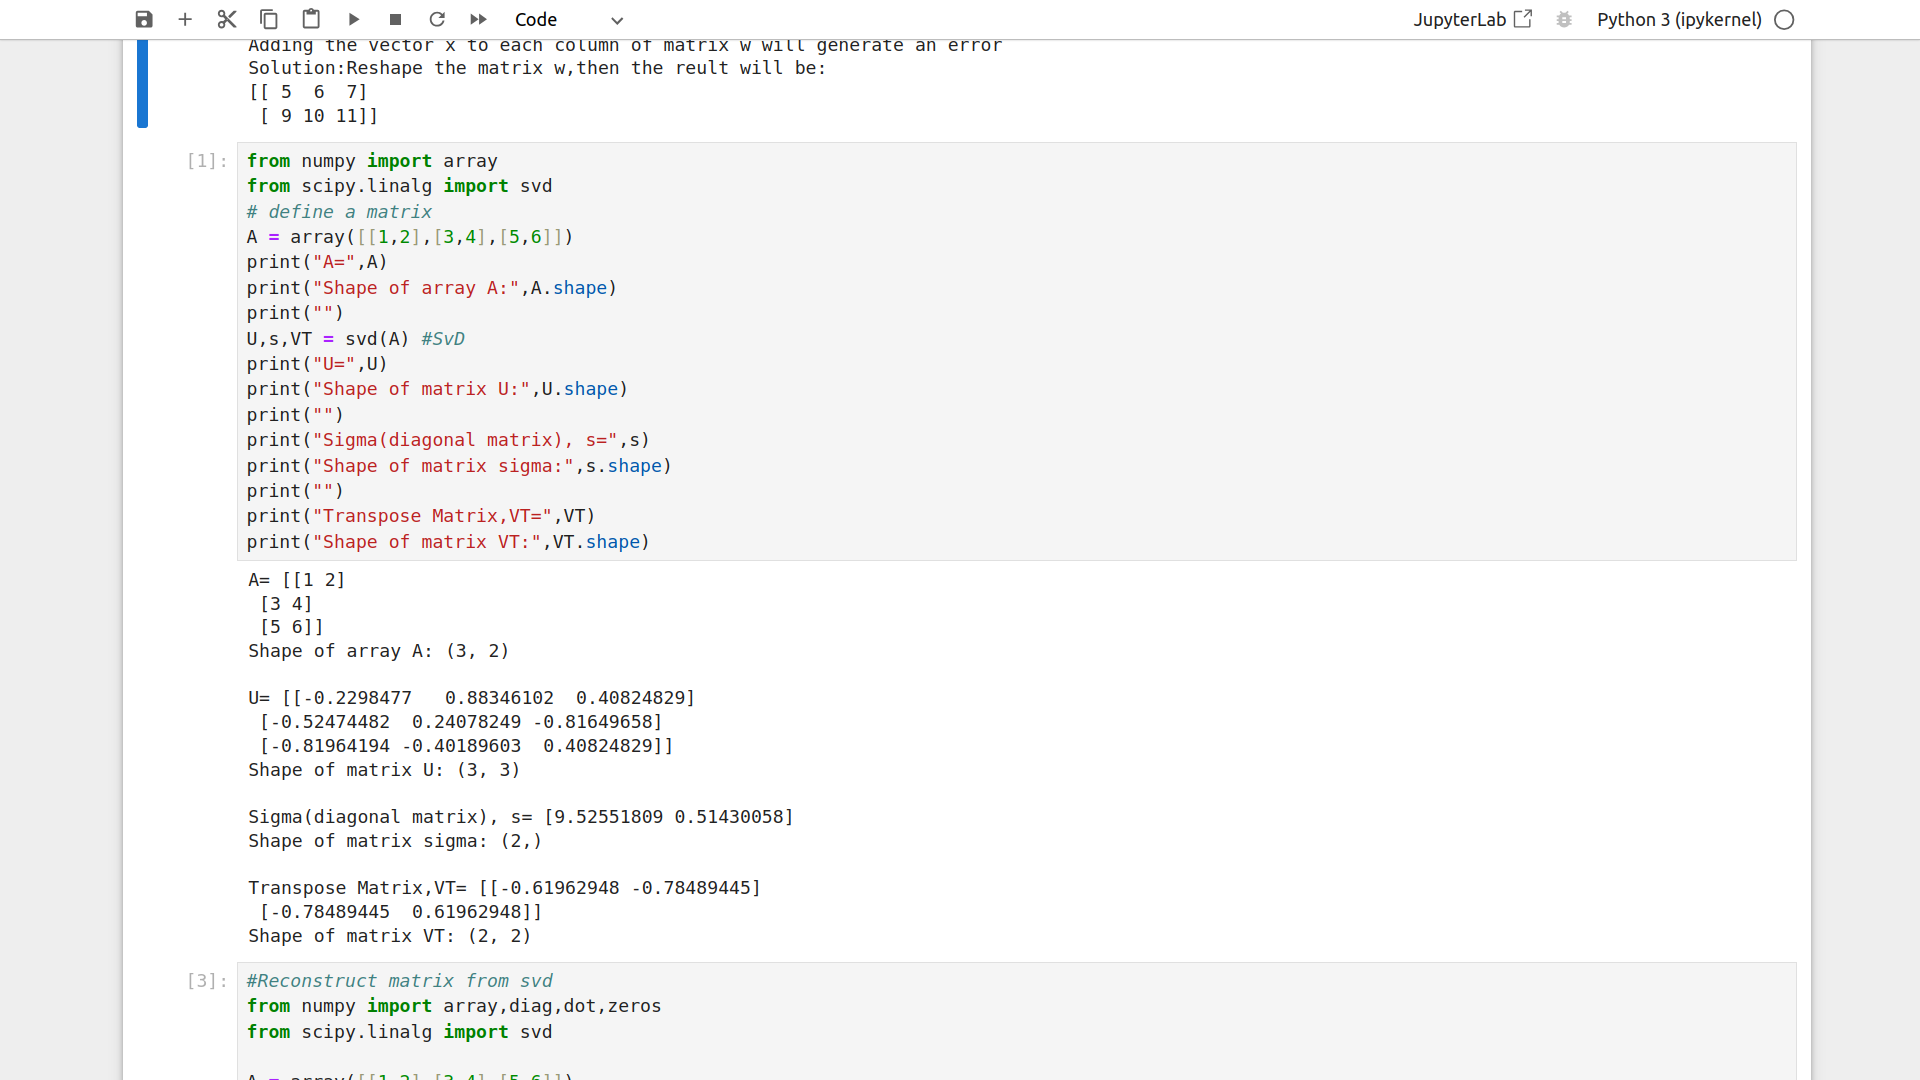 Code JupyterLab Python 3 (ipykernel)
Adding the vector x to each column of matrix w will generate an error
Solution:Reshape the matrix w,then the reult will be:
[[ 5  6  7]
 [ 9 10 11]]
[1]:
from numpy import array
from scipy.linalg import svd
# define a matrix
A = array([[1,2],[3,4],[5,6]])
print("A=",A)
print("Shape of array A:",A.shape)
print("")
U,s,VT = svd(A) #SvD
print("U=",U)
print("Shape of matrix U:",U.shape)
print("")
print("Sigma(diagonal matrix), s=",s)
print("Shape of matrix sigma:",s.shape)
print("")
print("Transpose Matrix,VT=",VT)
print("Shape of matrix VT:",VT.shape)
A= [[1 2]
 [3 4]
 [5 6]]
Shape of array A: (3, 2)
U= [[-0.2298477   0.88346102  0.40824829]
 [-0.52474482  0.24078249 -0.81649658]
 [-0.81964194 -0.40189603  0.40824829]]
Shape of matrix U: (3, 3)
Sigma(diagonal matrix), s= [9.52551809 0.51430058]
Shape of matrix sigma: (2,)
Transpose Matrix,VT= [[-0.61962948 -0.78489445]
 [-0.78489445  0.61962948]]
Shape of matrix VT: (2, 2)
[3]:
#Reconstruct matrix from svd
from numpy import array,diag,dot,zeros
from scipy.linalg import svd
A = array([[1,2],[3,4],[5,6]])